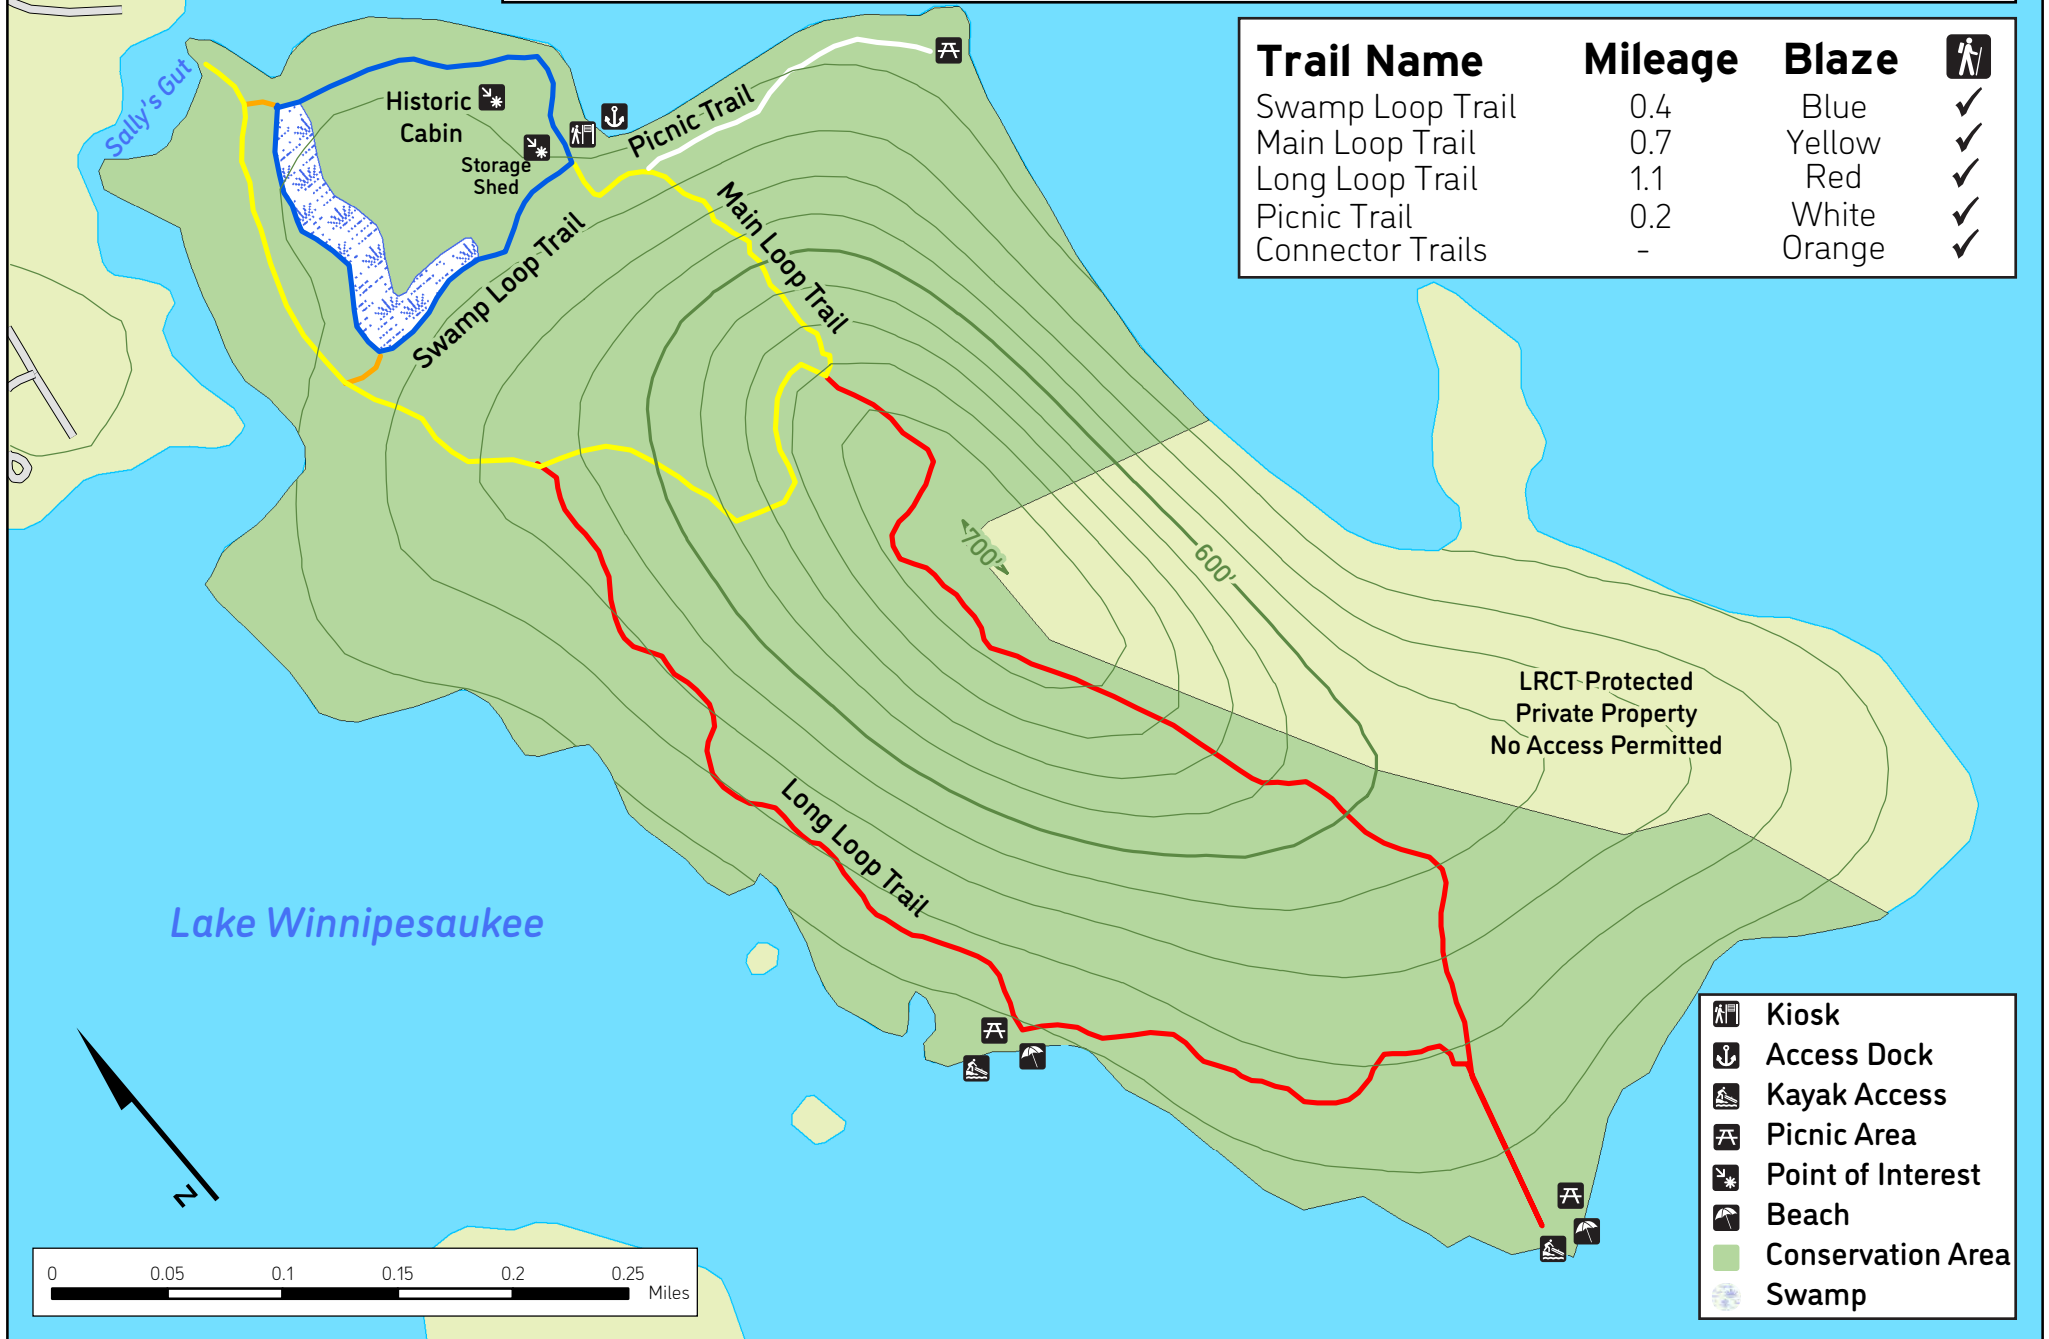 Trail Name Mileage Blaze
Swamp Loop Trail 0.4 Blue ✓
Main Loop Trail 0.7 Yellow ✓
Long Loop Trail 1.1 Red ✓
Picnic Trail 0.2 White ✓
Connector Trails - Orange ✓
Sally's Gut
Historic
Cabin
Storage
Shed
Picnic Trail
Main Loop Trail
Swamp Loop Trail
700'
600'
LRCT Protected
Private Property
No Access Permitted
Long Loop Trail
Lake Winnipesaukee
N
Kiosk
Access Dock
Kayak Access
Picnic Area
Point of Interest
Beach
Conservation Area
Swamp
0 0.05 0.1 0.15 0.2 0.25
Miles